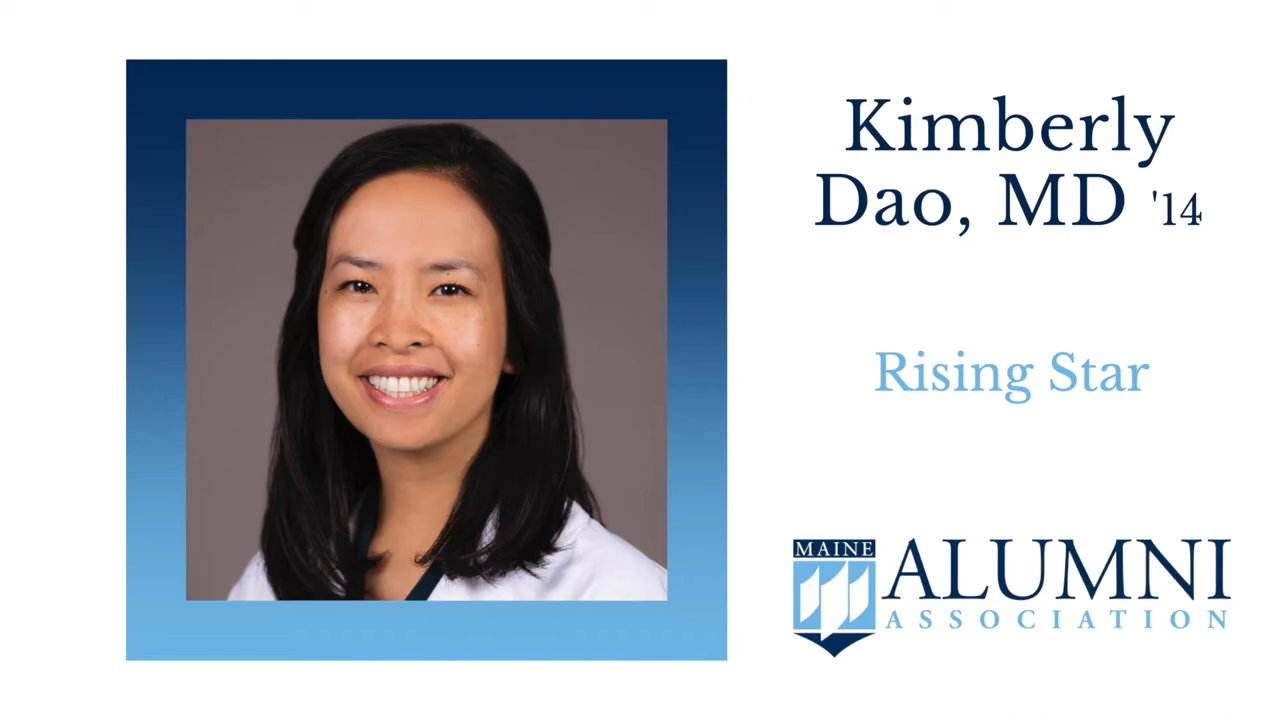 Kimberly
Dao, MD '14
Rising Star
MAINE
ALUMNI
ASSOCIATION